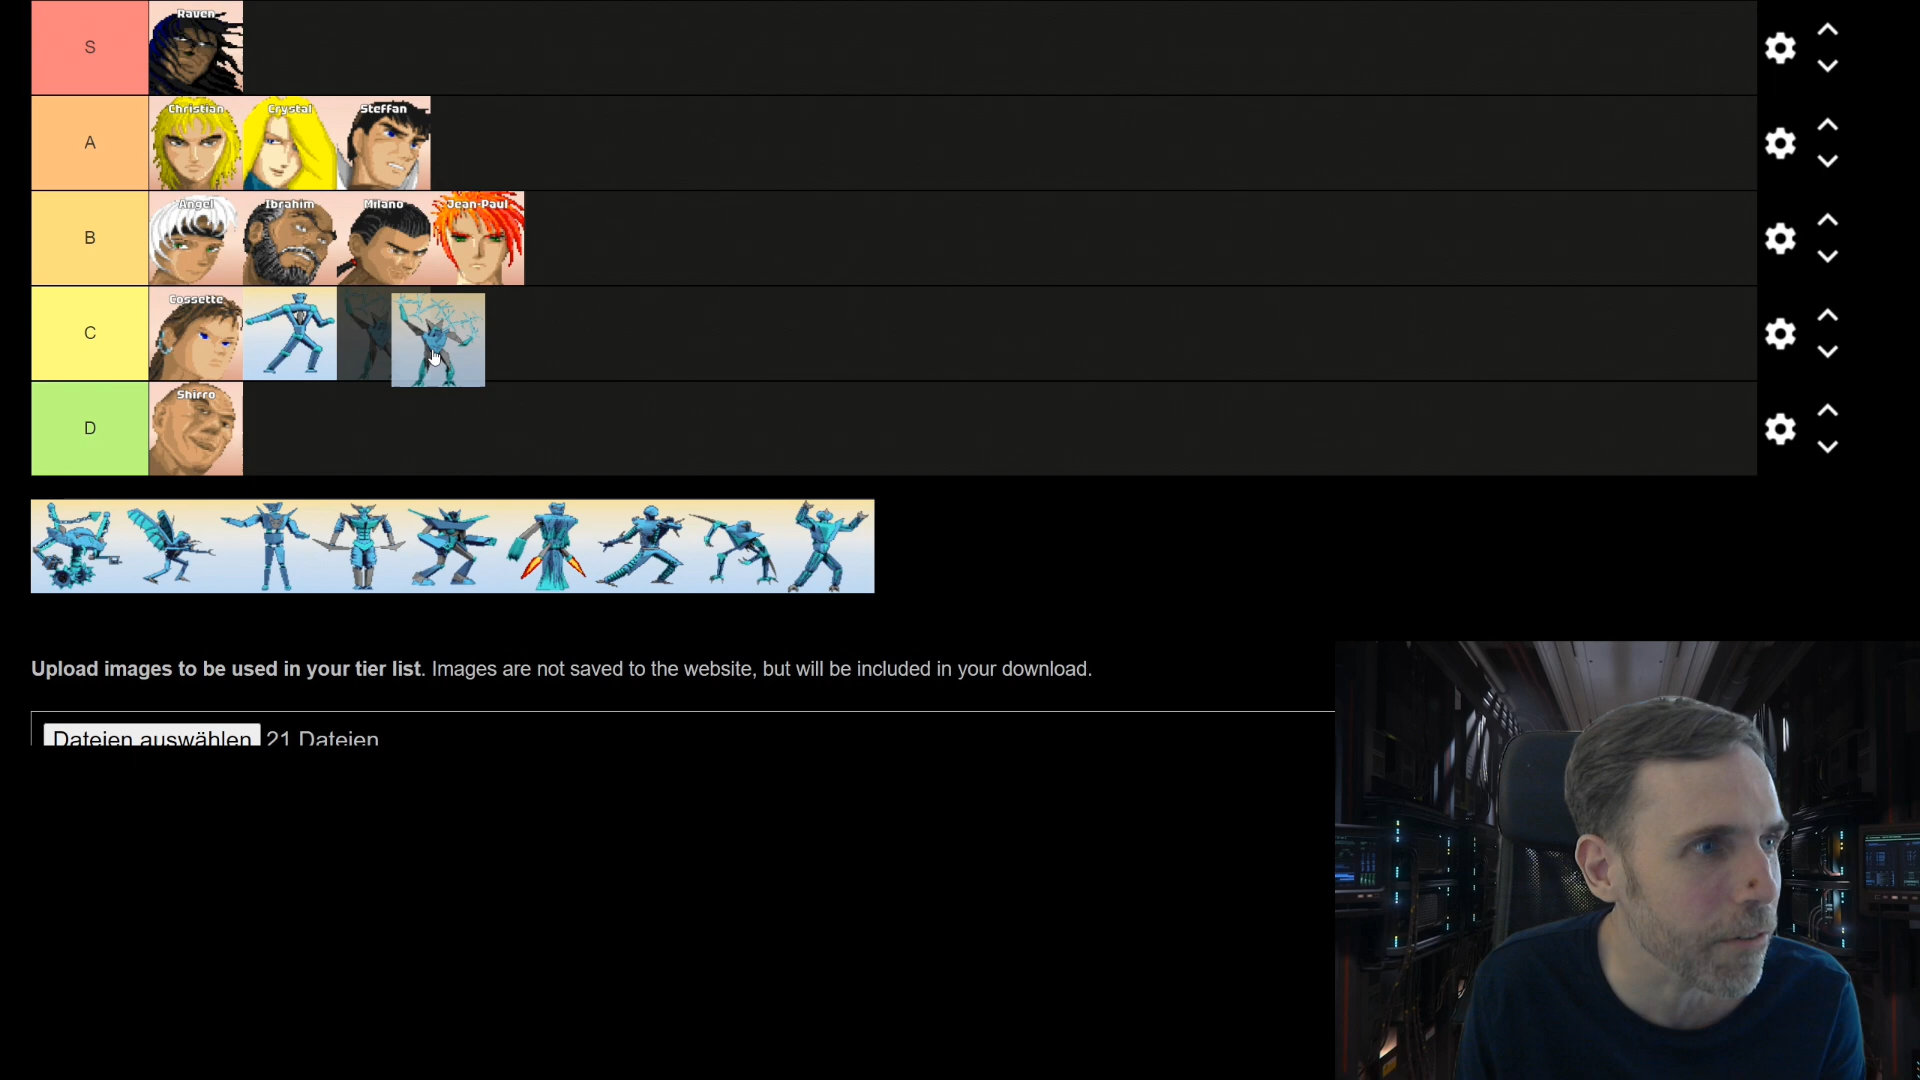 S
Raven
A
Christian
Crystal
Steffan
B
Angel
Ibrahim
Milano
Jean-Paul
C
Cossette
D
Shirro
Upload images to be used in your tier list. Images are not saved to the website, but will be included in your download.
Dateien auswählen 21 Dateien